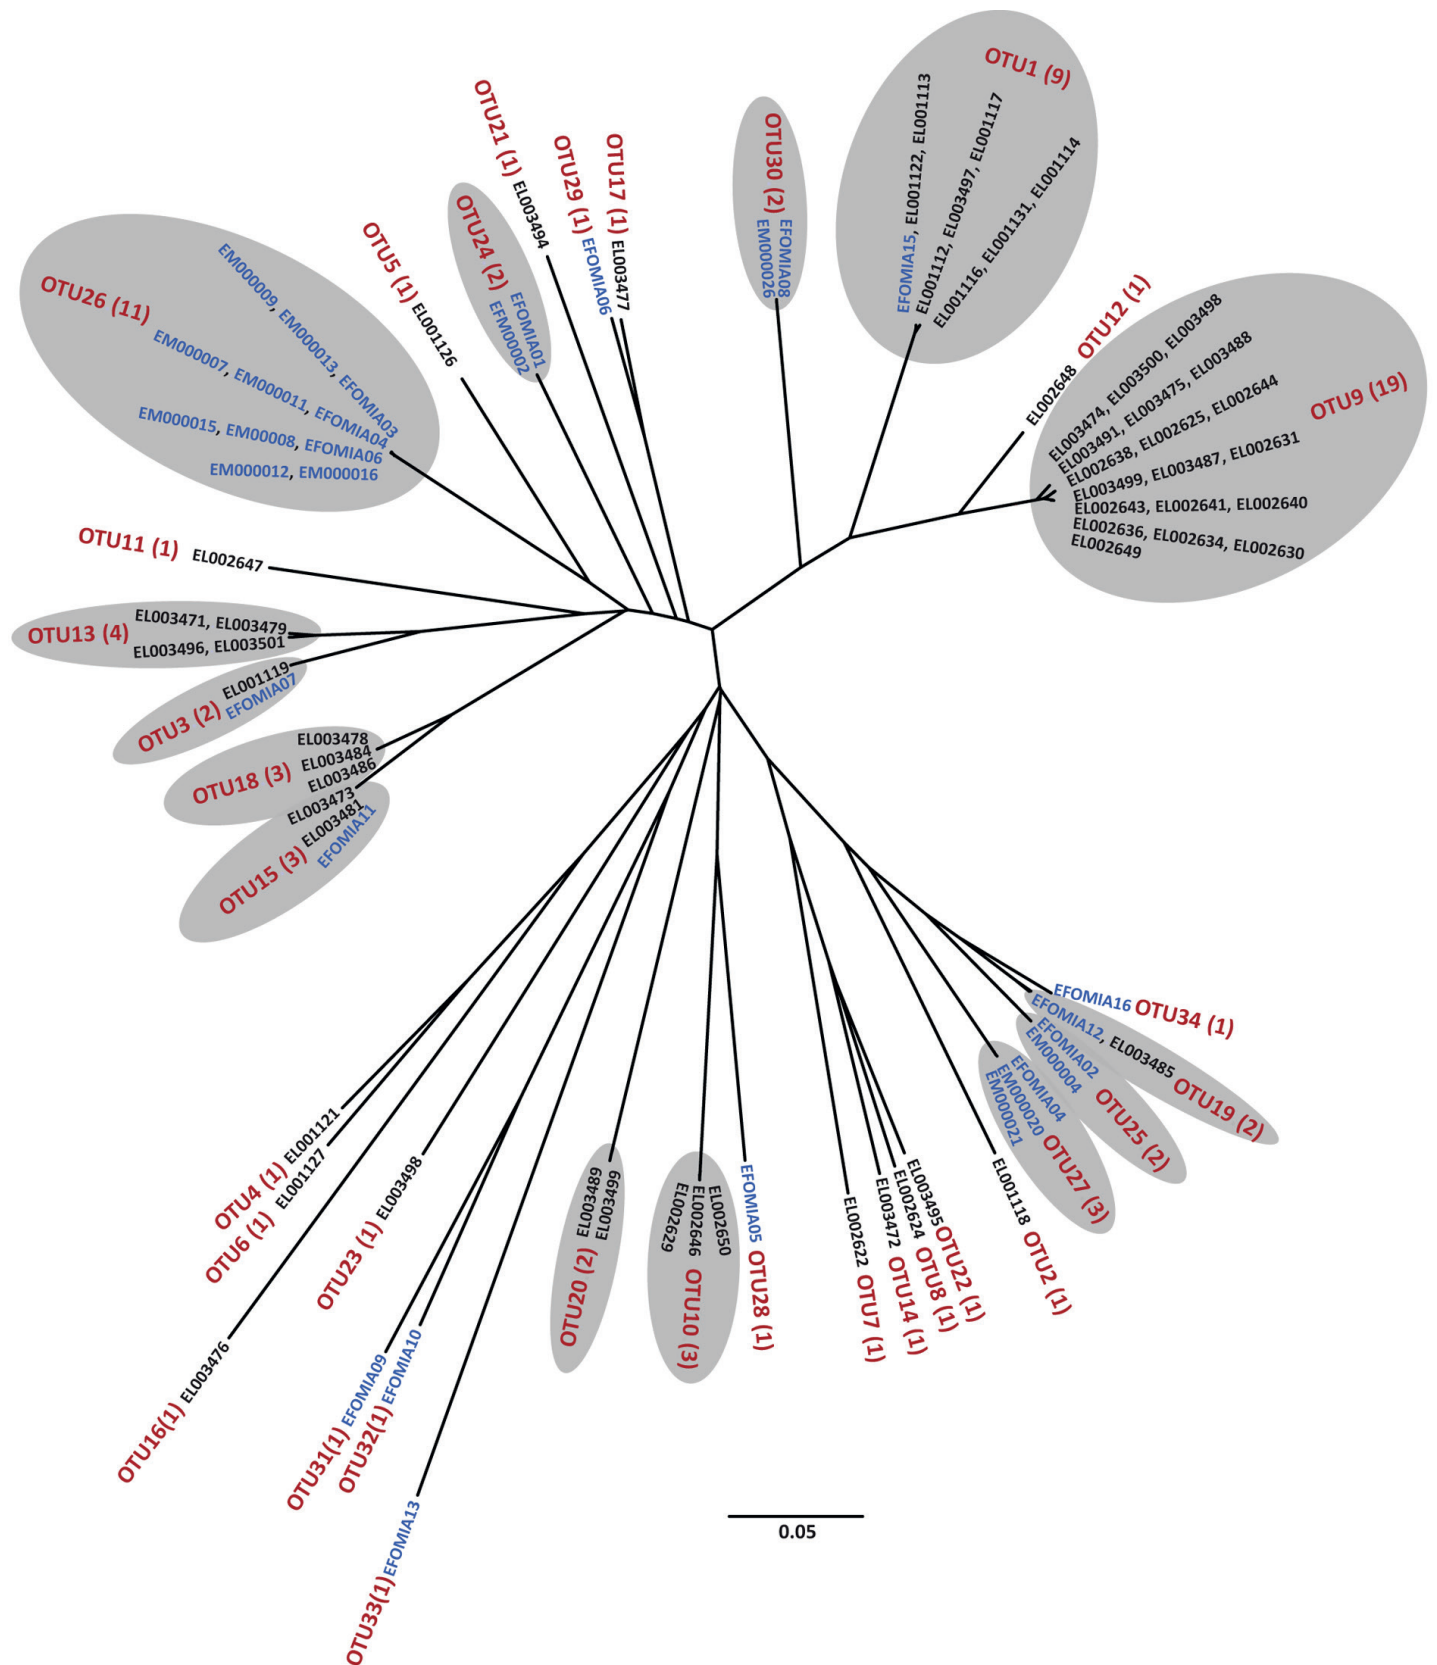 OTU1 (9)
EFOMIA15, EL001122, EL001113
EL001112, EL003497, EL001117
EL001116, EL001131, EL001114
OTU30 (2)
EFOMIA08
EM000026
OTU17 (1) EL003477
OTU29 (1) EFOMIA06
OTU21 (1) EL003494
OTU24 (2)
EFOMIA01
EFM00002
OTU5 (1) EL001126
OTU26 (11)
EM000009, EM000013, EFOMIA03
EM000007, EM000011, EFOMIA04
EM000015, EM00008, EFOMIA06
EM000012, EM000016
EL002648 OTU12 (1)
OTU9 (19)
EL003474, EL003500, EL003498
EL003491, EL003475, EL003488
EL002638, EL002625, EL002644
EL003499, EL003487, EL002631
EL002643, EL002641, EL002640
EL002636, EL002634, EL002630
EL002649
OTU11 (1) EL002647
OTU13 (4)
EL003471, EL003479
EL003496, EL003501
OTU3 (2)
EL001119
EFOMIA07
OTU18 (3)
EL003478
EL003484
EL003486
OTU15 (3)
EL003473
EL003481
EFOMIA11
EFOMIA16 OTU34 (1)
EFOMIA12, EL003485 OTU19 (2)
EFOMIA02
EM000004
OTU25 (2)
EFOMIA04
EM000020
EM000021
OTU27 (3)
EL001118 OTU2 (1)
EL003495 OTU22 (1)
EL002624 OTU8 (1)
EL003472 OTU14 (1)
EL002622 OTU7 (1)
EFOMIA05 OTU28 (1)
EL002650
EL002646
EL002629
OTU10 (3)
OTU20 (2)
EL003489
EL003499
OTU4 (1) EL001121
OTU6 (1) EL001127
OTU23 (1) EL003498
OTU16(1) EL003476
OTU31(1) EFOMIA09
OTU32(1) EFOMIA10
OTU33(1) EFOMIA13
0.05